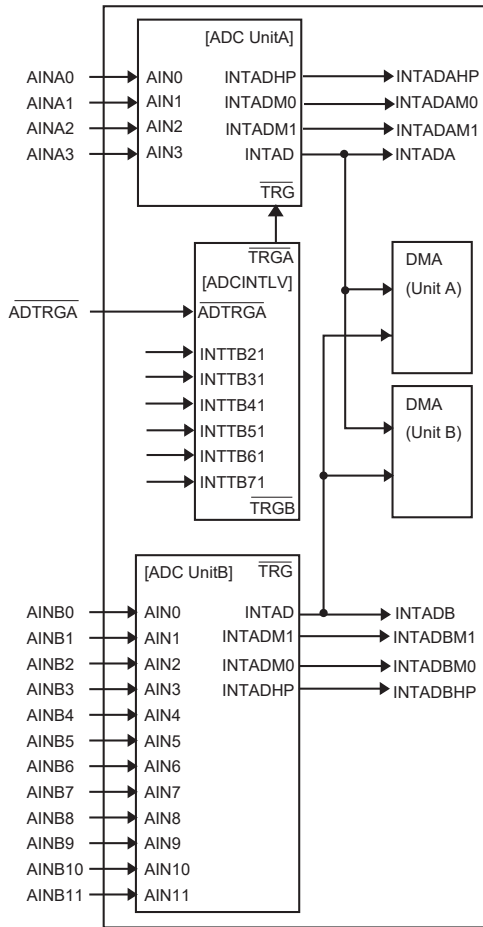 [ADC UnitA]
AINA0 AIN0 INTADHP INTADAHP
AINA1 AIN1 INTADM0 INTADAM0
AINA2 AIN2 INTADM1 INTADAM1
AINA3 AIN3 INTAD INTADA
TRG
TRGA
[ADCINTLV]
ADTRGA ADTRGA
INTTB21
INTTB31
INTTB41
INTTB51
INTTB61
INTTB71
TRGB
DMA
(Unit A)
DMA
(Unit B)
[ADC UnitB] TRG
AINB0 AIN0 INTAD INTADB
AINB1 AIN1 INTADM1 INTADBM1
AINB2 AIN2 INTADM0 INTADBM0
AINB3 AIN3 INTADHP INTADBHP
AINB4 AIN4
AINB5 AIN5
AINB6 AIN6
AINB7 AIN7
AINB8 AIN8
AINB9 AIN9
AINB10 AIN10
AINB11 AIN11